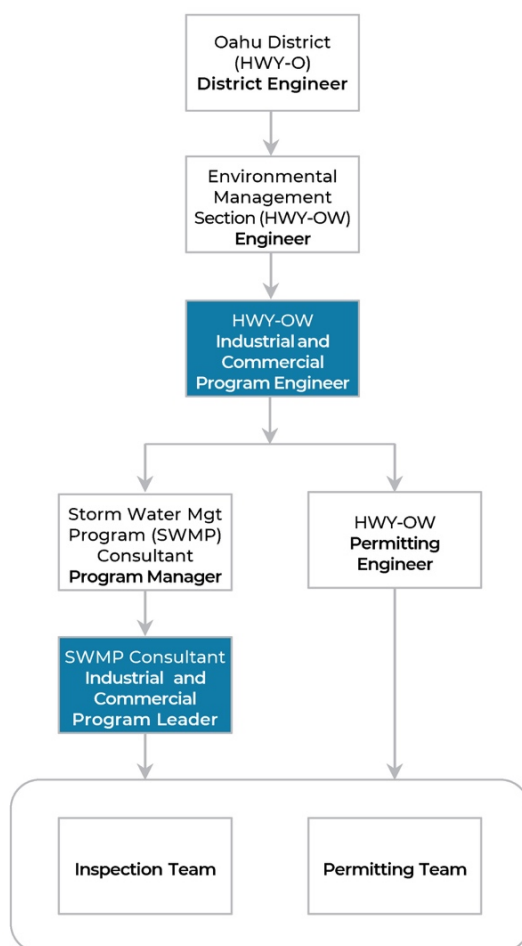 Oahu District
(HWY-O)
District Engineer
Environmental
Management
Section (HWY-OW)
Engineer
HWY-OW
Industrial and
Commercial
Program Engineer
Storm Water Mgt
Program (SWMP)
Consultant
Program Manager
HWY-OW
Permitting
Engineer
SWMP Consultant
Industrial and
Commercial
Program Leader
Inspection Team
Permitting Team